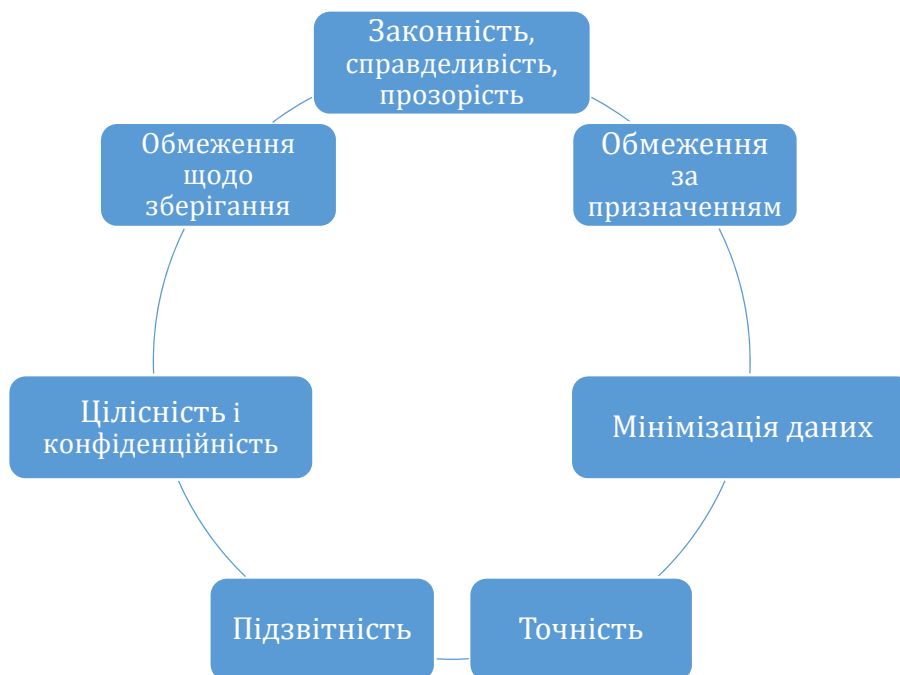 Законність,
справделивість,
прозорість
Обмеження
щодо
зберігання
Обмеження
за
призначенням
Цілісність і
конфіденційність
Мінімізація даних
Підзвітність
Точність